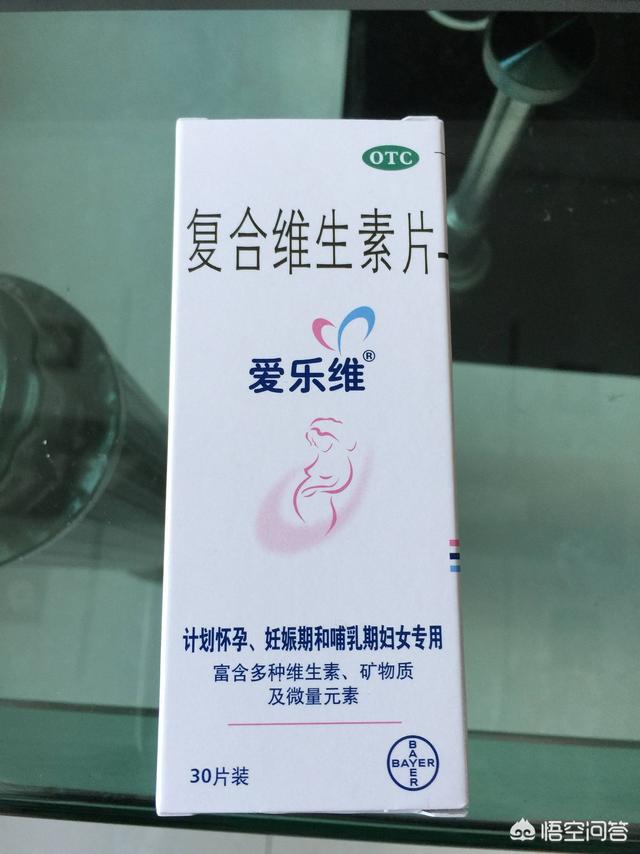 OTC
复合维生素片
爱乐维®
计划怀孕、妊娠期和哺乳期妇女专用
富含多种维生素、矿物质
及微量元素
30片装
BAYER
BAYER
悟空问答